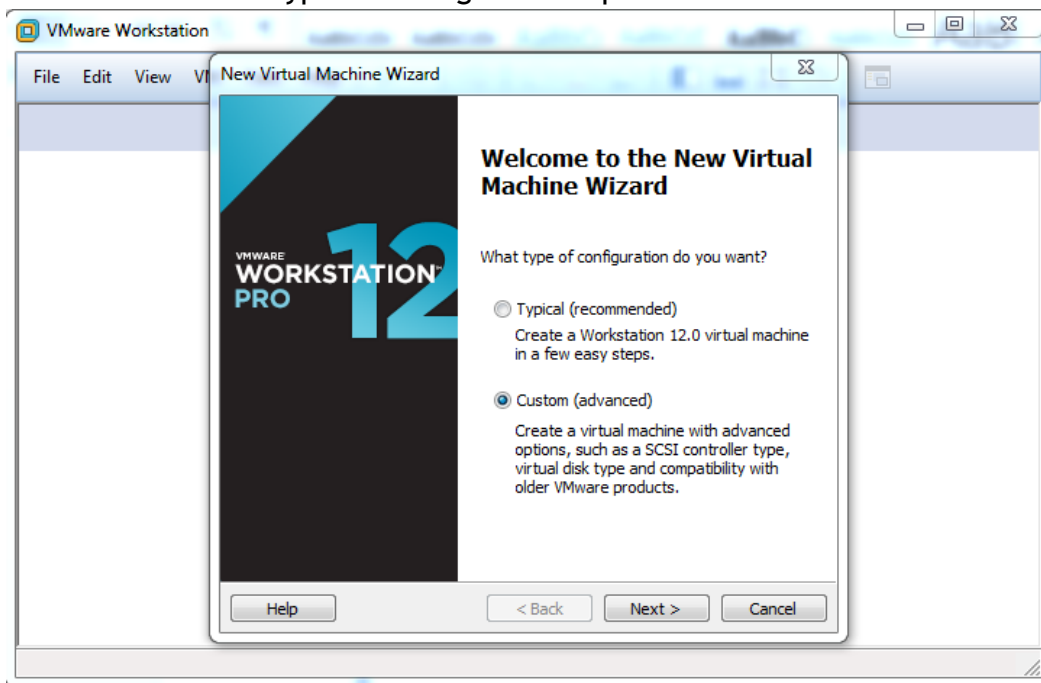 VMware Workstation
File Edit View
New Virtual Machine Wizard
Welcome to the New Virtual
Machine Wizard
What type of configuration do you want?
VMWARE
WORKSTATION™
PRO
12
Typical (recommended)
Create a Workstation 12.0 virtual machine
in a few easy steps.
Custom (advanced)
Create a virtual machine with advanced
options, such as a SCSI controller type,
virtual disk type and compatibility with
older VMware products.
Help
< Back
Next >
Cancel